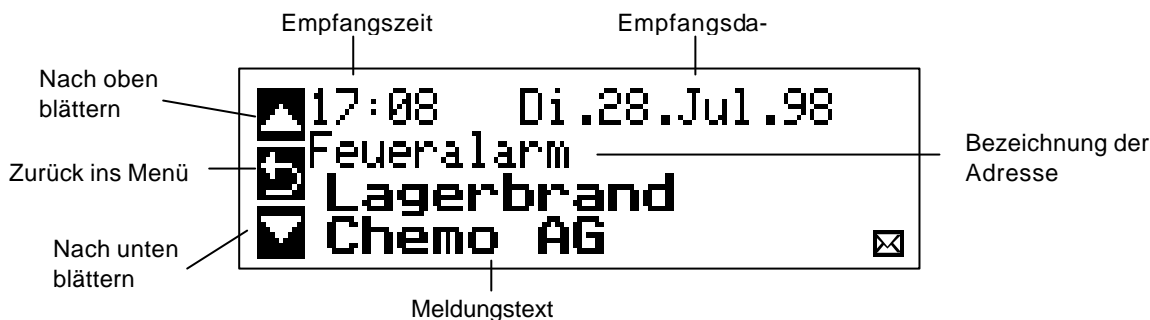 Empfangszeit
Empfangsda-
Nach oben
blättern
17:08 Di.28.Jul.98
Feueralarm
Bezeichnung der
Adresse
Zurück ins Menü
Lagerbrand
Chemo AG
Nach unten
blättern
Meldungstext